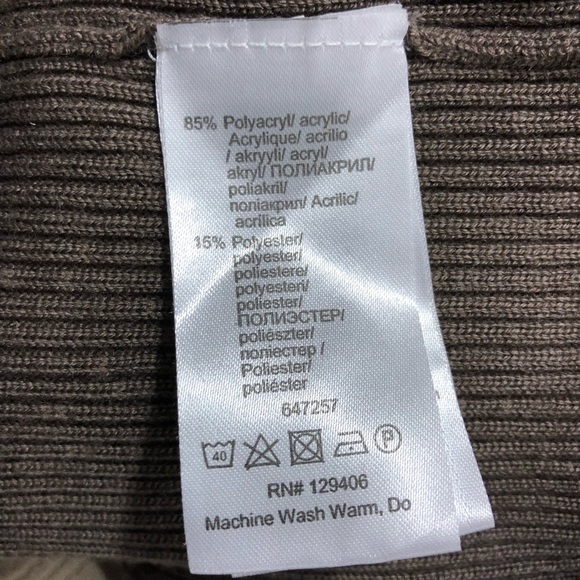 85% Polyacryl/ acrylic/
Acrylique/ acrilio
/ akryyli/ acryl/
akryl/ ПОЛИАКРИЛ/
poliakril/
поліакрил/ Acrilic/
acrílica
15% Polyester/
polyester/
poliestere/
polyesteri/
poliester/
ПОЛИЭСТЕР/
poliészter/
поліестер /
Poliester/
poliéster
647257
40 P
RN# 129406
Machine Wash Warm, Do